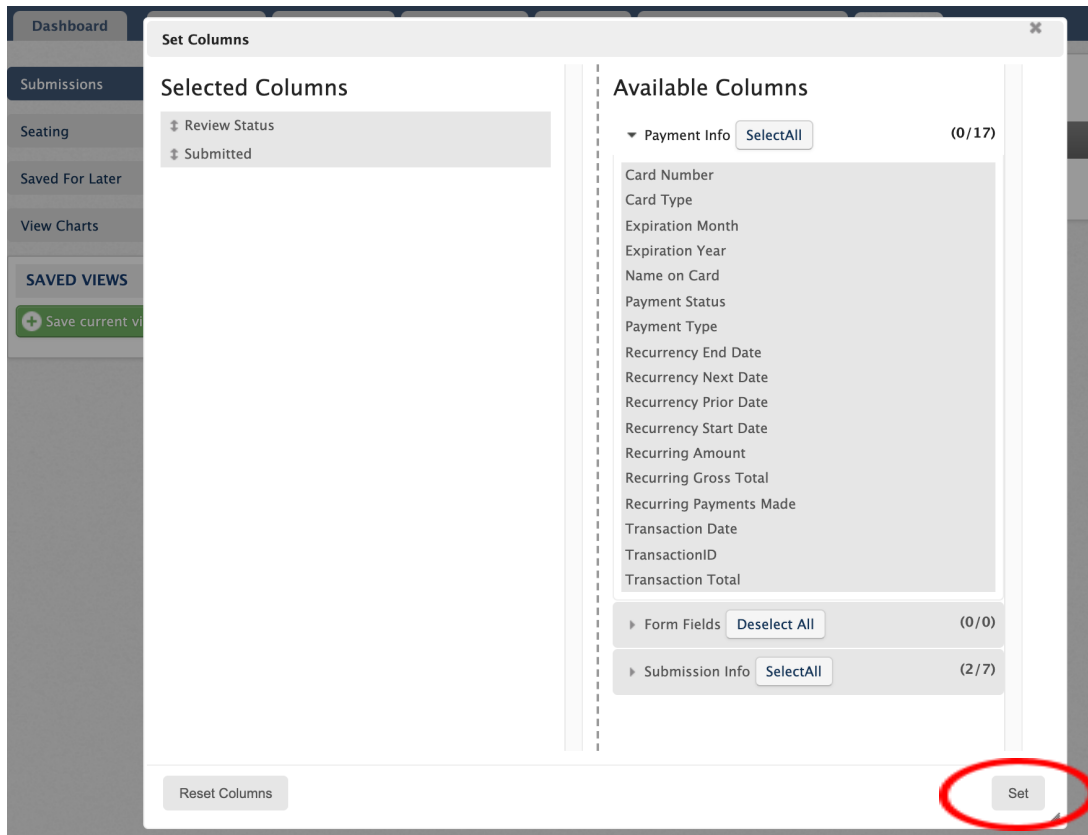 Dashboard
Set Columns
Submissions
Seating
Saved For Later
View Charts
SAVED VIEWS
Save current vi
Selected Columns
Review Status
Submitted
Available Columns
Payment Info SelectAll (0/17)
Card Number
Card Type
Expiration Month
Expiration Year
Name on Card
Payment Status
Payment Type
Recurrency End Date
Recurrency Next Date
Recurrency Prior Date
Recurrency Start Date
Recurring Amount
Recurring Gross Total
Recurring Payments Made
Transaction Date
TransactionID
Transaction Total
Form Fields Deselect All (0/0)
Submission Info SelectAll (2/7)
Reset Columns
Set